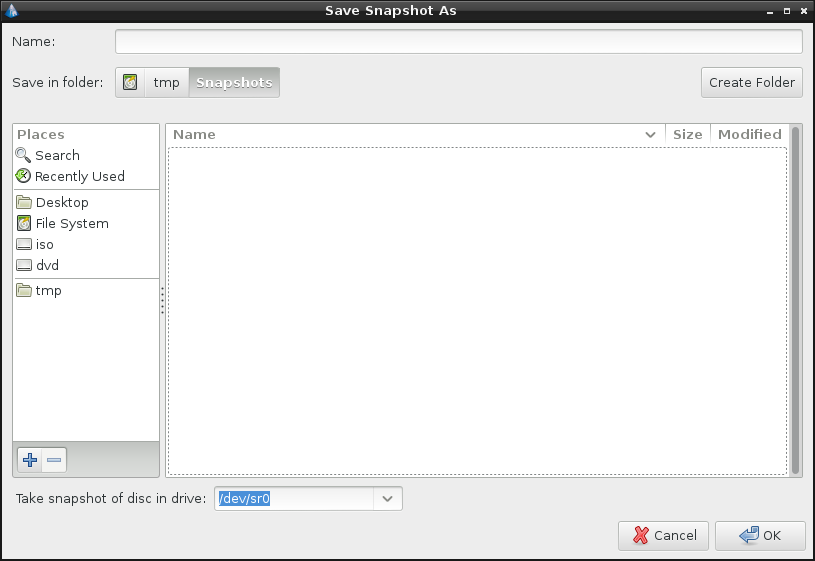 Save Snapshot As
Name:
Save in folder: tmp Snapshots Create Folder
Places
Search
Recently Used
Desktop
File System
iso
dvd
tmp
Name Size Modified
Take snapshot of disc in drive: /dev/sr0
Cancel OK